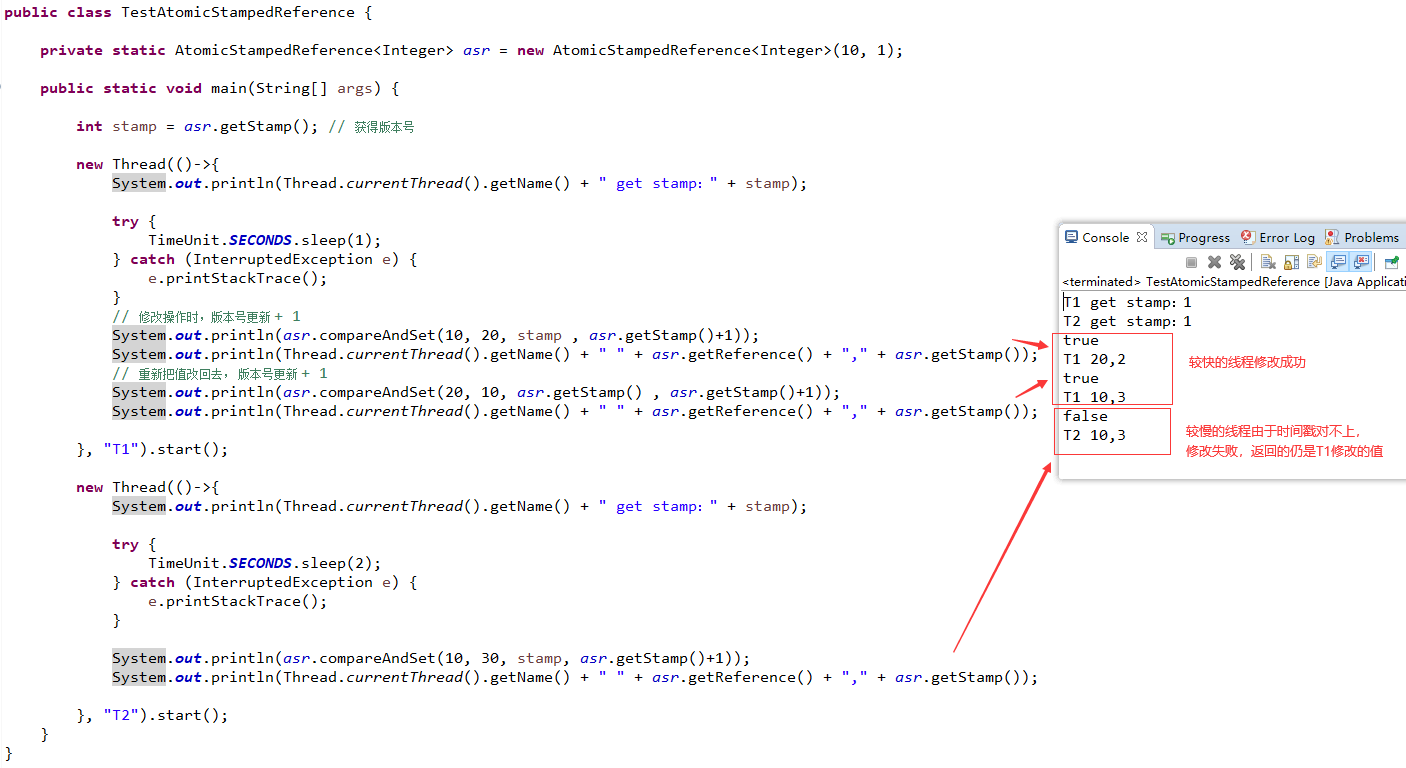 public class TestAtomicStampedReference {
private static AtomicStampedReference<Integer> asr = new AtomicStampedReference<Integer>(10, 1);
public static void main(String[] args) {
int stamp = asr.getStamp(); // 获得版本号
new Thread(()->{
System.out.println(Thread.currentThread().getName() + " get stamp：" + stamp);
try {
TimeUnit.SECONDS.sleep(1);
} catch (InterruptedException e) {
e.printStackTrace();
}
// 修改操作时，版本号更新 + 1
System.out.println(asr.compareAndSet(10, 20, stamp , asr.getStamp()+1));
System.out.println(Thread.currentThread().getName() + " " + asr.getReference() + "," + asr.getStamp());
// 重新把值改回去， 版本号更新 + 1
System.out.println(asr.compareAndSet(20, 10, asr.getStamp() , asr.getStamp()+1));
System.out.println(Thread.currentThread().getName() + " " + asr.getReference() + "," + asr.getStamp());
}, "T1").start();
new Thread(()->{
System.out.println(Thread.currentThread().getName() + " get stamp：" + stamp);
try {
TimeUnit.SECONDS.sleep(2);
} catch (InterruptedException e) {
e.printStackTrace();
}
System.out.println(asr.compareAndSet(10, 30, stamp, asr.getStamp()+1));
System.out.println(Thread.currentThread().getName() + " " + asr.getReference() + "," + asr.getStamp());
}, "T2").start();
}
}
Console Progress Error Log Problems
<terminated> TestAtomicStampedReference [Java Applicati
T1 get stamp：1
T2 get stamp：1
true
T1 20,2
true
T1 10,3
false
T2 10,3
较快的线程修改成功
较慢的线程由于时间戳对不上，
修改失败，返回的仍是T1修改的值